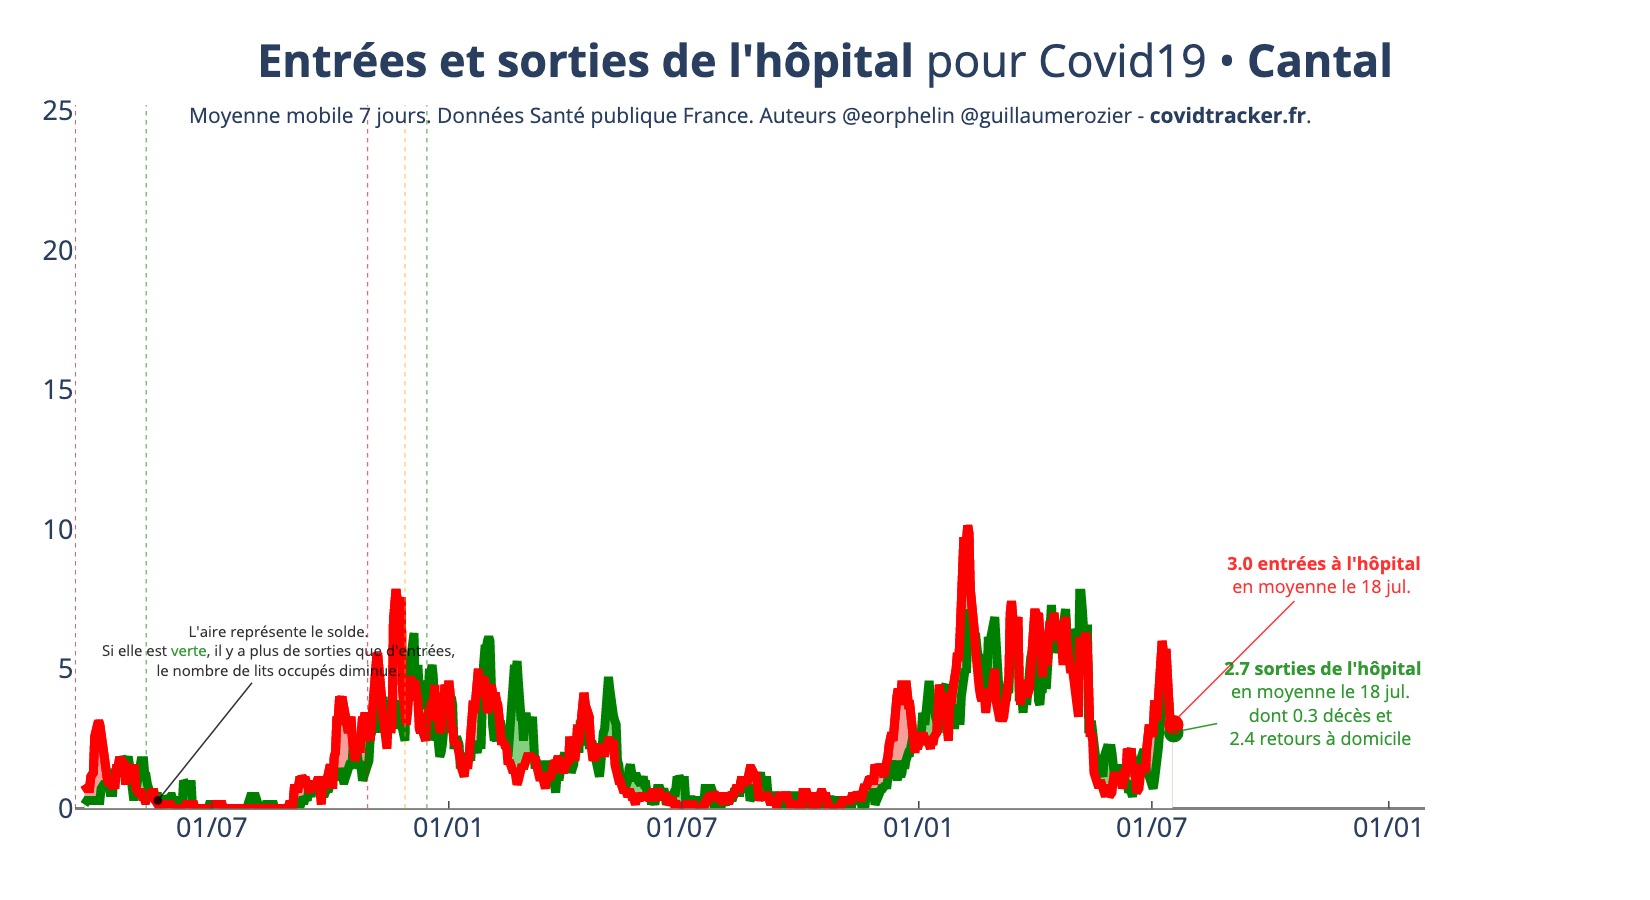 Entrées et sorties de l'hôpital pour Covid19 • Cantal
Moyenne mobile 7 jours. Données Santé publique France. Auteurs @eorphelin @guillaumerozier - covidtracker.fr.
25
20
15
10
5
0
L'aire représente le solde.
Si elle est verte, il y a plus de sorties que d'entrées,
le nombre de lits occupés diminue.
3.0 entrées à l'hôpital
en moyenne le 18 jul.
2.7 sorties de l'hôpital
en moyenne le 18 jul.
dont 0.3 décès et
2.4 retours à domicile
01/07
01/01
01/07
01/01
01/07
01/01